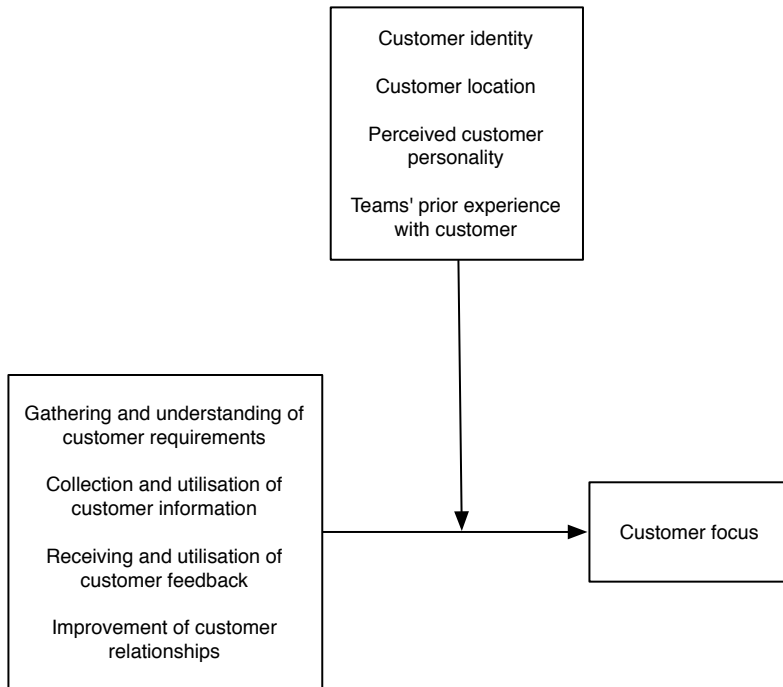 Customer identity
Customer location
Perceived customer
personality
Teams' prior experience
with customer
Gathering and understanding of
customer requirements
Collection and utilisation of
customer information
Receiving and utilisation of
customer feedback
Improvement of customer
relationships
Customer focus